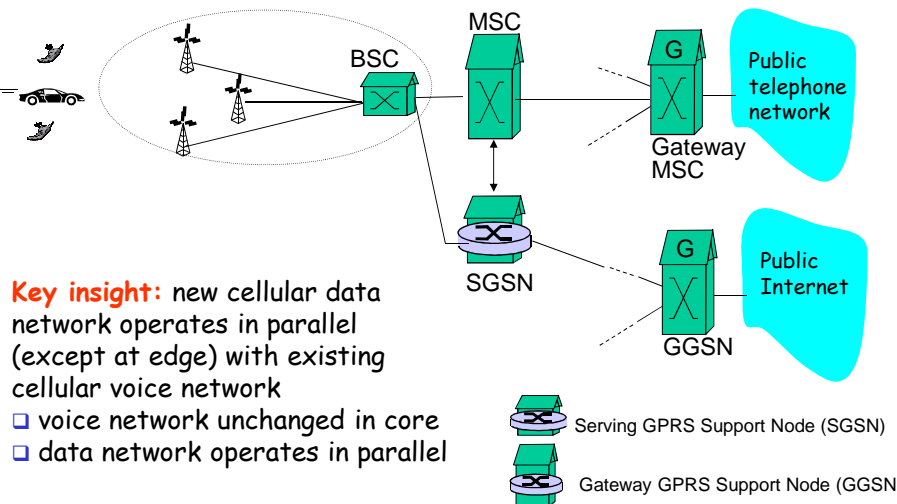 MSC
BSC
G
Public
telephone
network
Gateway
MSC
SGSN
G
Public
Internet
GGSN
Key insight: new cellular data
network operates in parallel
(except at edge) with existing
cellular voice network
voice network unchanged in core
data network operates in parallel
Serving GPRS Support Node (SGSN)
Gateway GPRS Support Node (GGSN